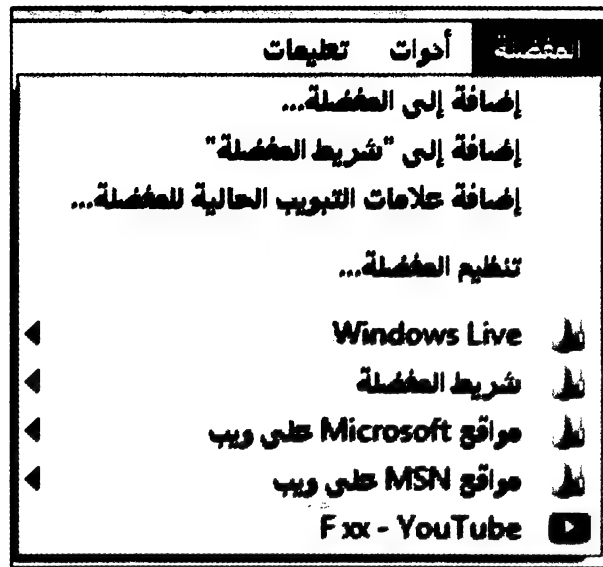 المفضلة أدوات تعليمات
إضافة إلى المفضلة...
إضافة إلى "شريط المفضلة"
إضافة علامات التبويب الحالية للمفضلة...
تنظيم المفضلة...
Windows Live
شريط المفضلة
مواقع Microsoft على ويب
مواقع MSN على ويب
F xx - YouTube